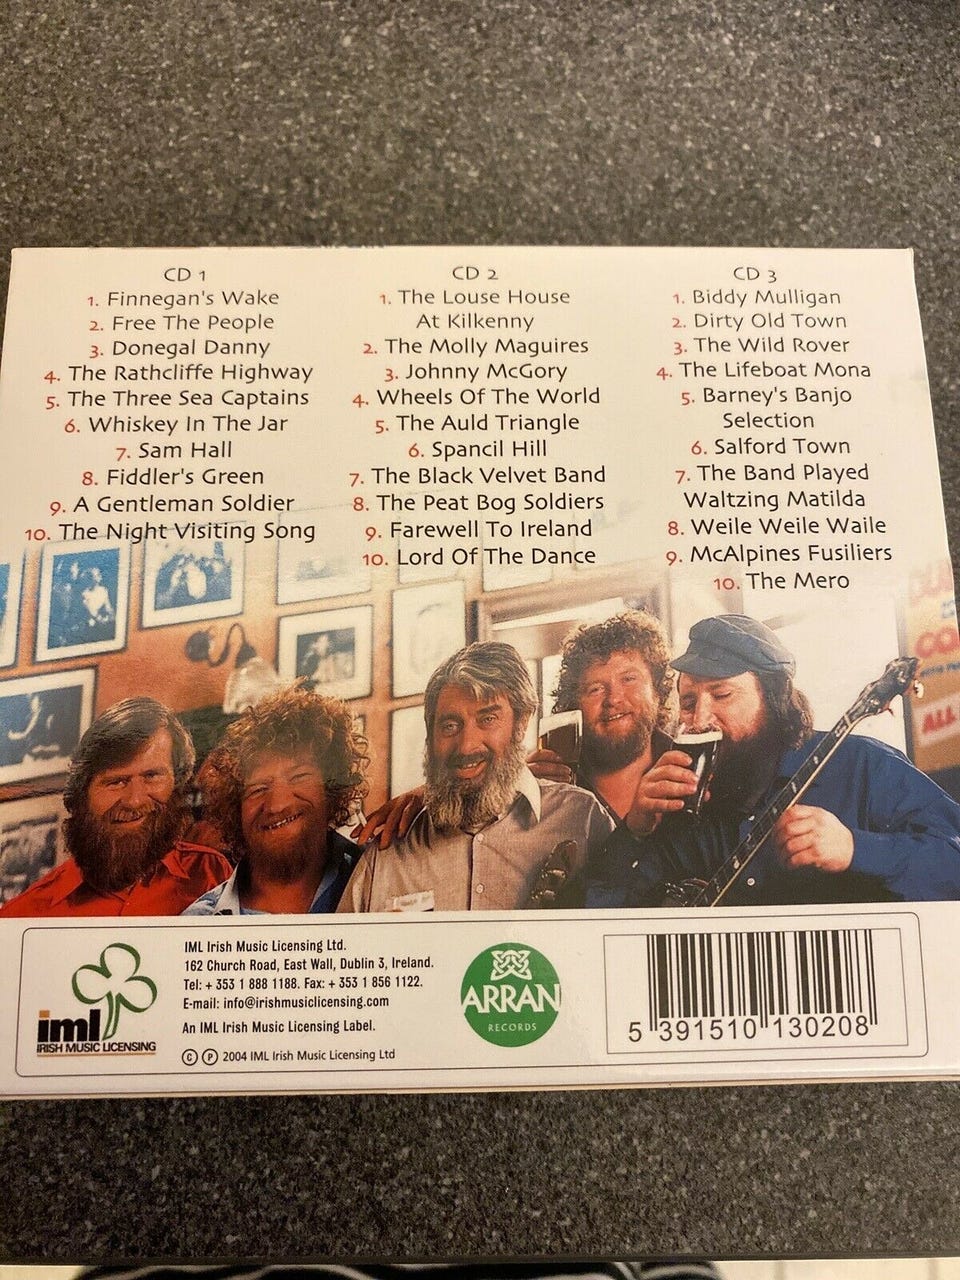 CD 1
1. Finnegan's Wake
2. Free The People
3. Donegal Danny
4. The Rathcliffe Highway
5. The Three Sea Captains
6. Whiskey In The Jar
7. Sam Hall
8. Fiddler's Green
9. A Gentleman Soldier
10. The Night Visiting Song
CD 2
1. The Louse House
At Kilkenny
2. The Molly Maguires
3. Johnny McGory
4. Wheels Of The World
5. The Auld Triangle
6. Spancil Hill
7. The Black Velvet Band
8. The Peat Bog Soldiers
9. Farewell To Ireland
10. Lord Of The Dance
CD 3
1. Biddy Mulligan
2. Dirty Old Town
3. The Wild Rover
4. The Lifeboat Mona
5. Barney's Banjo
Selection
6. Salford Town
7. The Band Played
Waltzing Matilda
8. Weile Weile Waile
9. McAlpines Fusiliers
10. The Mero
CO
ALL
iml
IRISH MUSIC LICENSING
IML Irish Music Licensing Ltd.
162 Church Road, East Wall, Dublin 3, Ireland.
Tel: + 353 1 888 1188. Fax: + 353 1 856 1122.
E-mail: info@irishmusiclicensing.com
An IML Irish Music Licensing Label.
© ℗ 2004 IML Irish Music Licensing Ltd
ARRAN
RECORDS
5 391510 130208